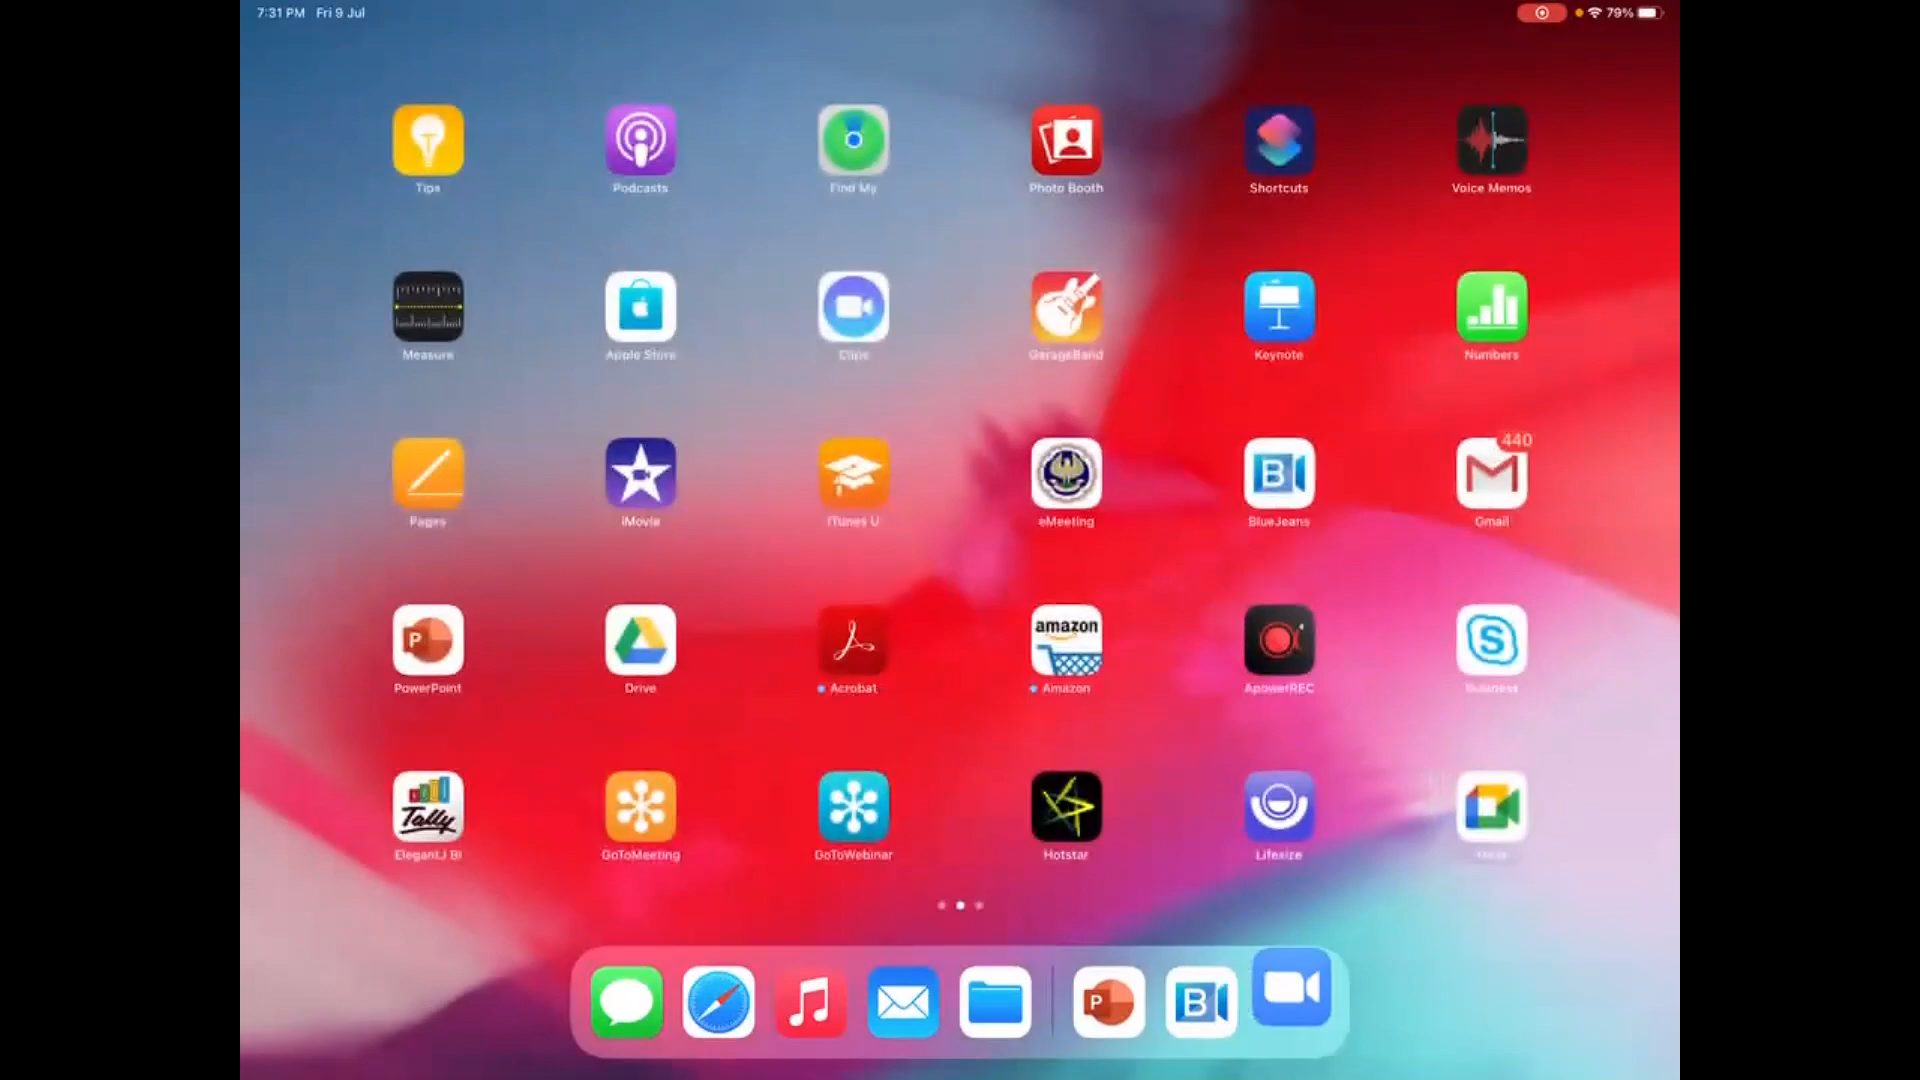 7:31 PM Fri 9 Jul 79%
Tips Podcasts Find My Photo Booth Shortcuts Voice Memos
Measure Apple Store Clips GarageBand Keynote Numbers
440
Pages iMovie iTunes U eMeeting BlueJeans Gmail
P amazon S
PowerPoint Drive Acrobat Amazon ApowerREC Business
Tally
ElegantJ BI GoToMeeting GoToWebinar Hotstar Lifesize
P B